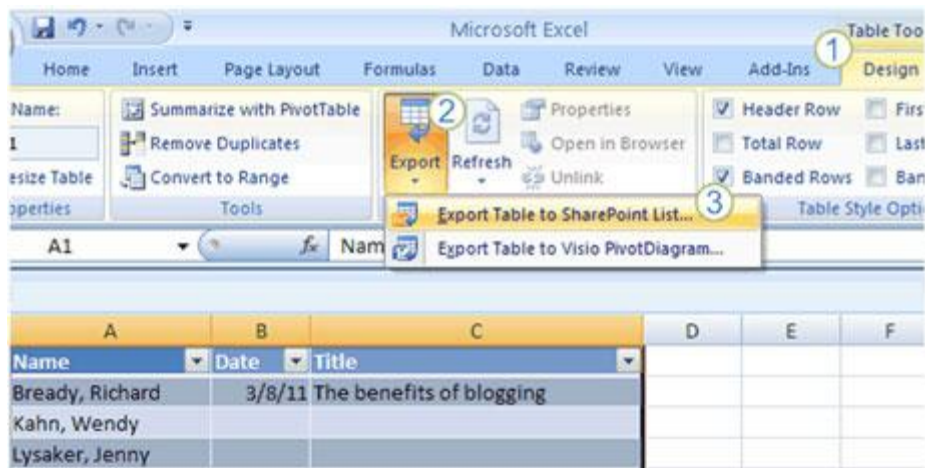 Microsoft Excel
Table Too
1
Home Insert Page Layout Formulas Data Review View Add-Ins Design
Name:
1
esize Table
operties
Summarize with PivotTable
Remove Duplicates
Convert to Range
Tools
Export
2
Refresh
Properties
Open in Browser
Unlink
Header Row
Total Row
Banded Rows
Firs
Last
Ban
Table Style Opti
Export Table to SharePoint List...
3
Export Table to Visio PivotDiagram...
A1 fx Nam
A B C D E F
Name Date Title
Bready, Richard 3/8/11 The benefits of blogging
Kahn, Wendy
Lysaker, Jenny